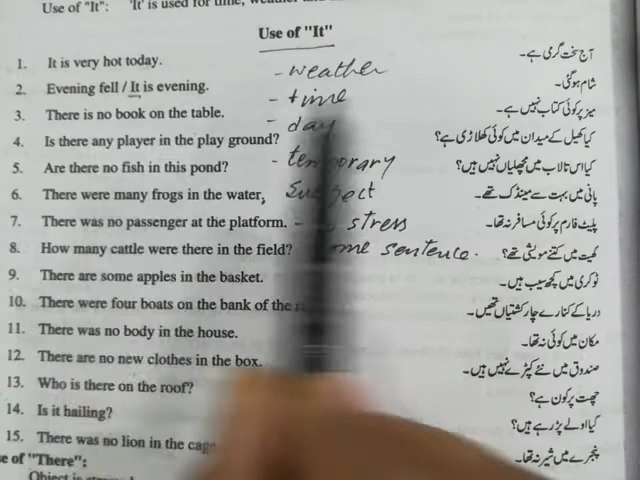 Use of "It": 'It' is used for time, weather
Use of "It"
1. It is very hot today. آج سخت گرمی ہے۔
- weather
2. Evening fell / It is evening. شام ہوگئی۔
- time
3. There is no book on the table. میز پر کوئی کتاب نہیں ہے۔
- day
4. Is there any player in the play ground? کیا کھیل کے میدان میں کوئی کھلاڑی ہے؟
5. Are there no fish in this pond? کیا اس تالاب میں مچھلیاں نہیں ہیں؟
- temporary
6. There were many frogs in the water, پانی میں بہت سے مینڈک تھے۔
Subject
7. There was no passenger at the platform. پلیٹ فارم پر کوئی مسافر نہ تھا۔
- stress
8. How many cattle were there in the field? کھیت میں کتنے مویشی تھے؟
sentence.
9. There are some apples in the basket. ٹوکری میں کچھ سیب ہیں۔
10. There were four boats on the bank of the دریا کے کنارے چار کشتیاں تھیں۔
11. There was no body in the house. مکان میں کوئی نہ تھا۔
12. There are no new clothes in the box. صندوق میں نئے کپڑے نہیں ہیں۔
13. Who is there on the roof? چھت پر کون ہے؟
14. Is it hailing? کیا اولے پڑ رہے ہیں؟
15. There was no lion in the cage پنجرے میں شیر نہ تھا۔
se of "There":
Object is